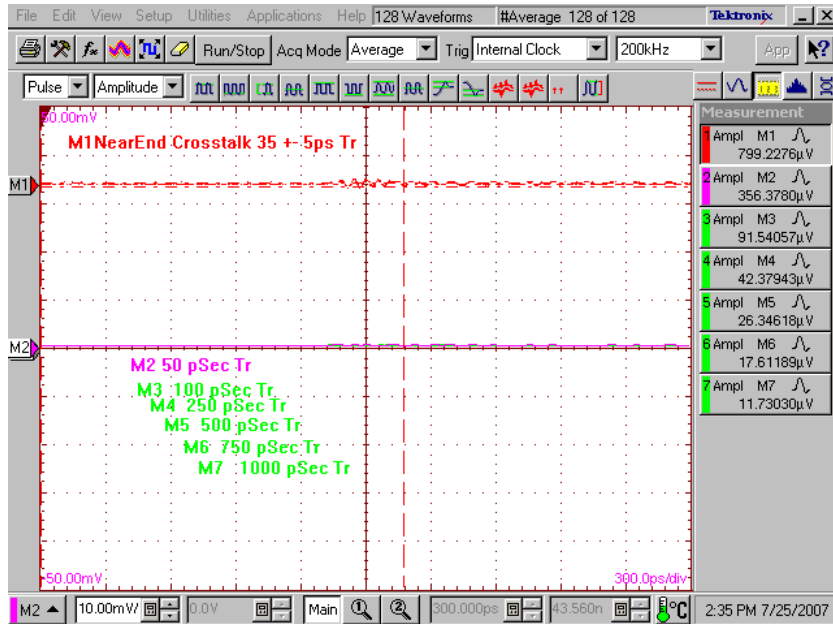 File Edit View Setup Utilities Applications Help 128 Waveforms #Average 128 of 128 Tektronix
Run/Stop Acq Mode Average Trig Internal Clock 200kHz App
Pulse Amplitude
50.00mV
M1NearEnd Crosstalk 35 +- 5ps Tr
M1
M2
M2 50 pSec Tr
M3 100 pSec Tr
M4 250 pSec Tr
M5 500 pSec Tr
M6 750 pSec Tr
M7 1000 pSec Tr
-50.00mV
300.0ps/div
Measurement
1 Ampl M1
799.2276µV
2 Ampl M2
356.3780µV
3 Ampl M3
91.54057µV
4 Ampl M4
42.37943µV
5 Ampl M5
26.34618µV
6 Ampl M6
17.61189µV
7 Ampl M7
11.73030µV
M2 10.00mV/ 0.0V Main 1 2 300.000ps 43.560n °C 2:35 PM 7/25/2007